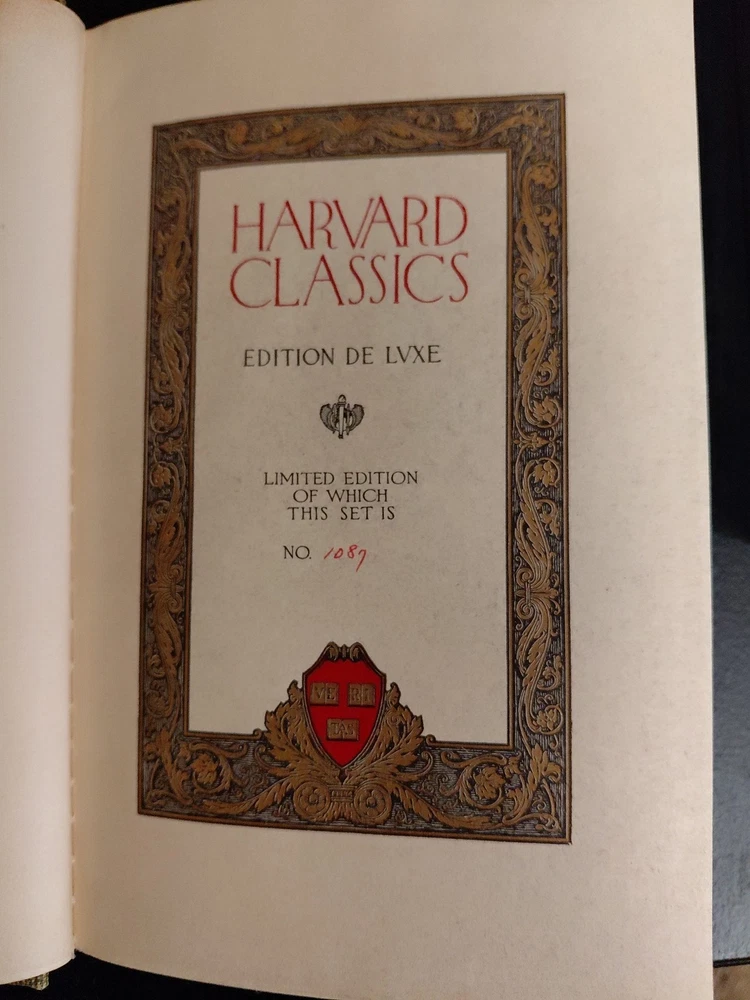 HARVARD
CLASSICS
EDITION DE LVXE
LIMITED EDITION
OF WHICH
THIS SET IS
NO. 1087
VE RI
TAS